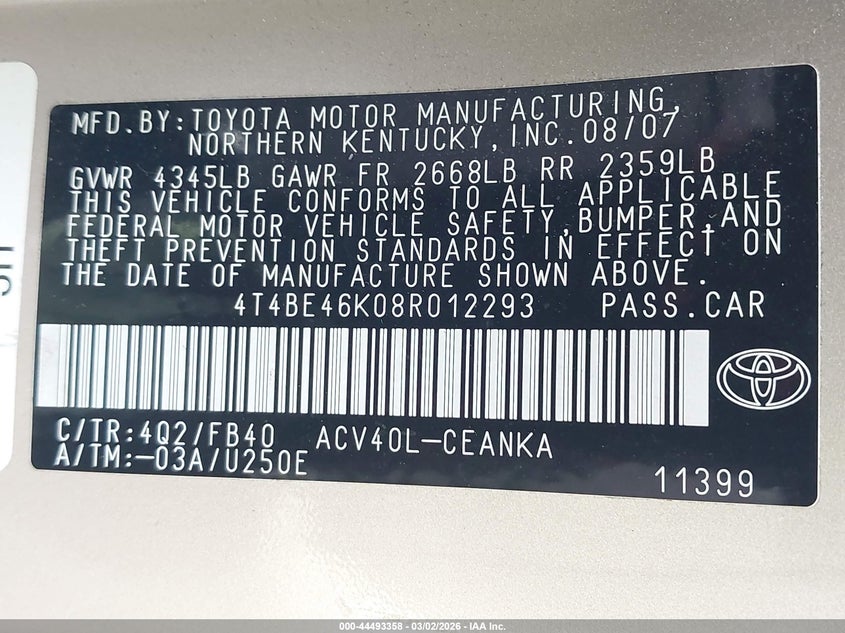 MFD.BY:TOYOTA MOTOR MANUFACTURING,
NORTHERN KENTUCKY,INC.08/07
GVWR 4345LB GAWR FR 2668LB RR 2359LB
THIS VEHICLE CONFORMS TO ALL APPLICABLE
FEDERAL MOTOR VEHICLE SAFETY,BUMPER,AND
THEFT PREVENTION STANDARDS IN EFFECT ON
THE DATE OF MANUFACTURE SHOWN ABOVE.
4T4BE46K08R012293 PASS.CAR
C/TR:4Q2/FB40 ACV40L-CEANKA
A/TM:-03A/U250E
11399
000-44493358 - 03/02/2026 - IAA Inc.